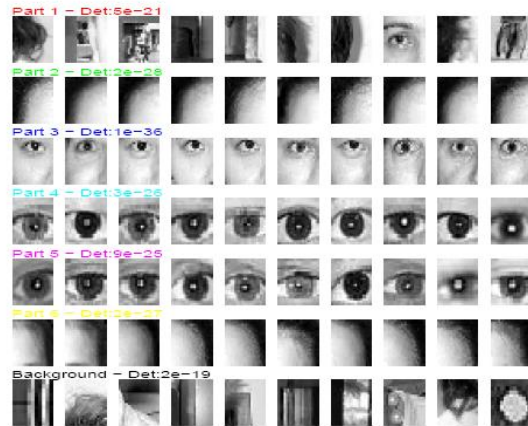 Part 1 - Det:5e-21
Part 2 - Det:2e-28
Part 3 - Det:1e-36
Part 4 - Det:3e-26
Part 5 - Det:9e-25
Part 6 - Det:2e-27
Background - Det:2e-19